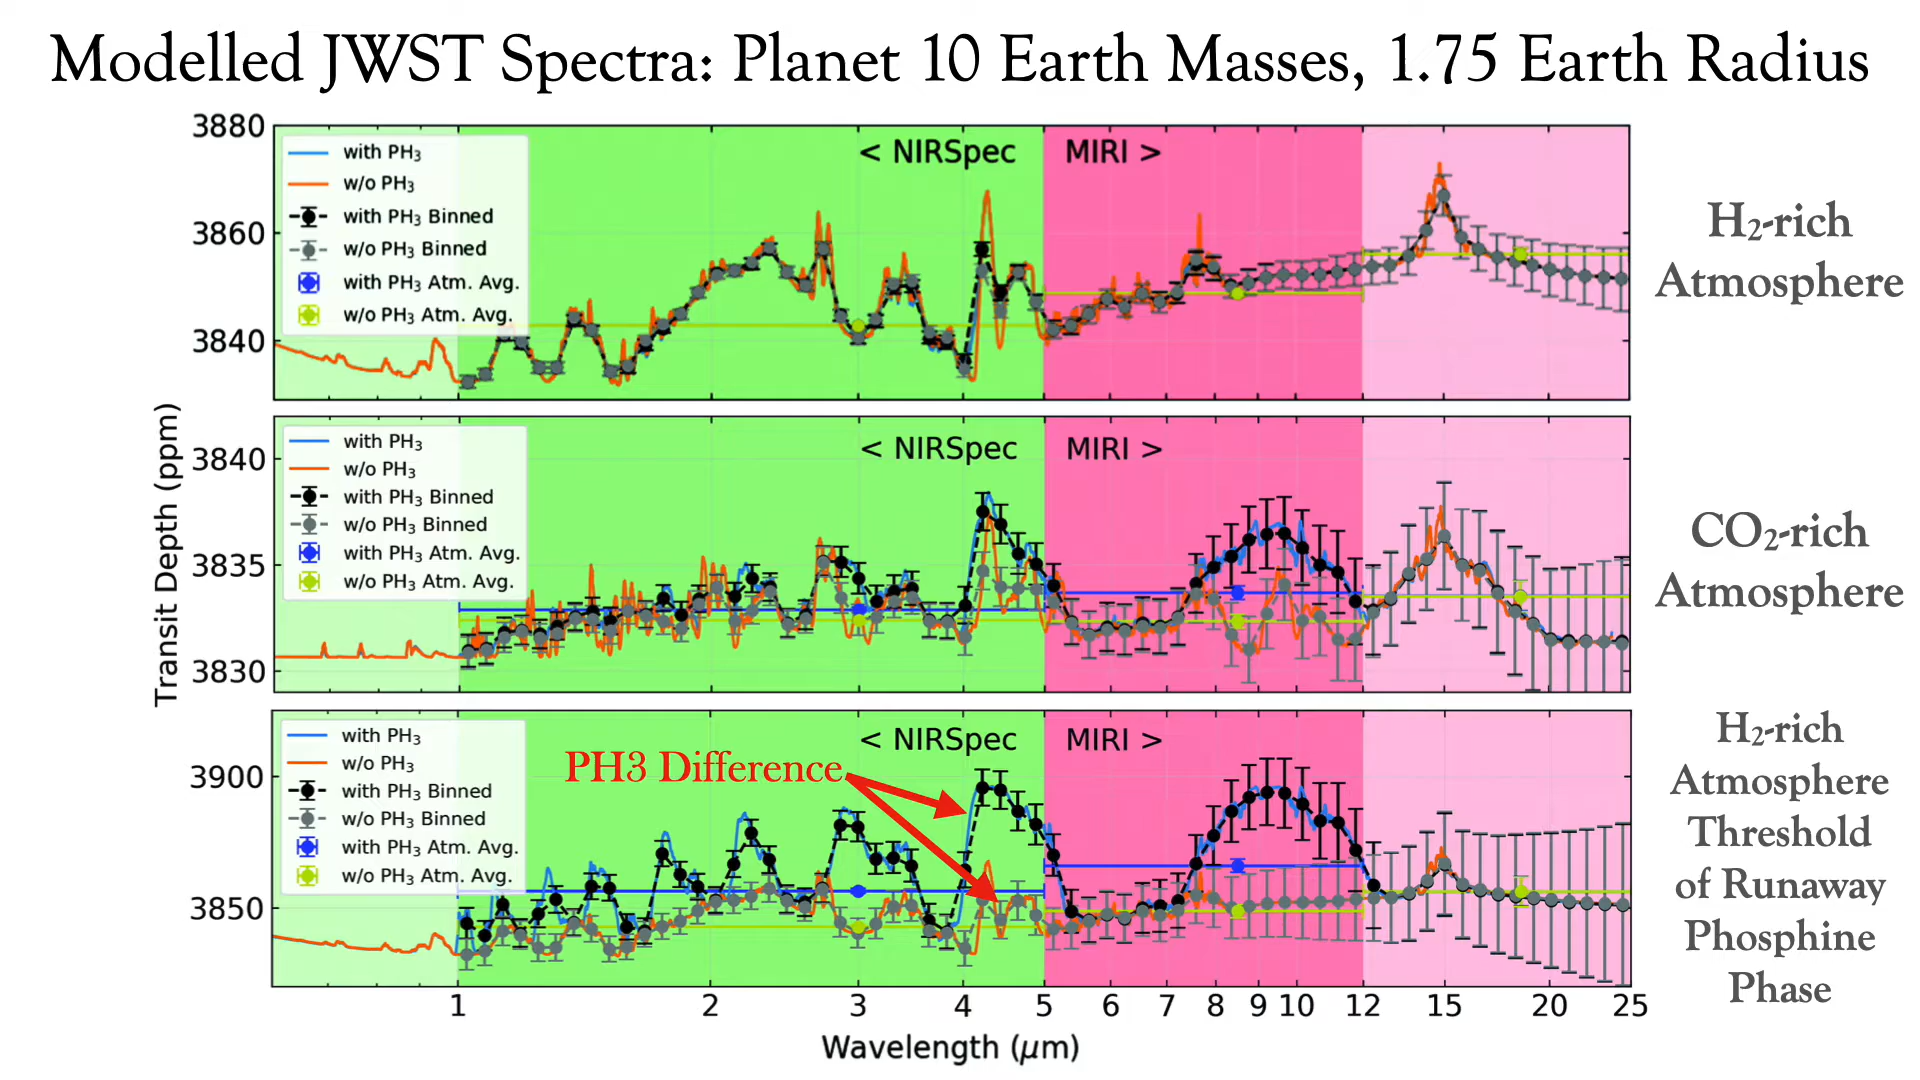 Modelled JWST Spectra: Planet 10 Earth Masses, 1.75 Earth Radius
Transit Depth (ppm)
3880
3860
3840
with PH₃
w/o PH₃
with PH₃ Binned
w/o PH₃ Binned
with PH₃ Atm. Avg.
w/o PH₃ Atm. Avg.
< NIRSpec
MIRI >
H₂-rich
Atmosphere
3840
3835
3830
with PH₃
w/o PH₃
with PH₃ Binned
w/o PH₃ Binned
with PH₃ Atm. Avg.
w/o PH₃ Atm. Avg.
< NIRSpec
MIRI >
CO₂-rich
Atmosphere
3900
3850
with PH₃
w/o PH₃
with PH₃ Binned
w/o PH₃ Binned
with PH₃ Atm. Avg.
w/o PH₃ Atm. Avg.
< NIRSpec
MIRI >
PH3 Difference
H₂-rich
Atmosphere
Threshold
of Runaway
Phosphine
Phase
1 2 3 4 5 6 7 8 9 10 12 15 20 25
Wavelength (μm)